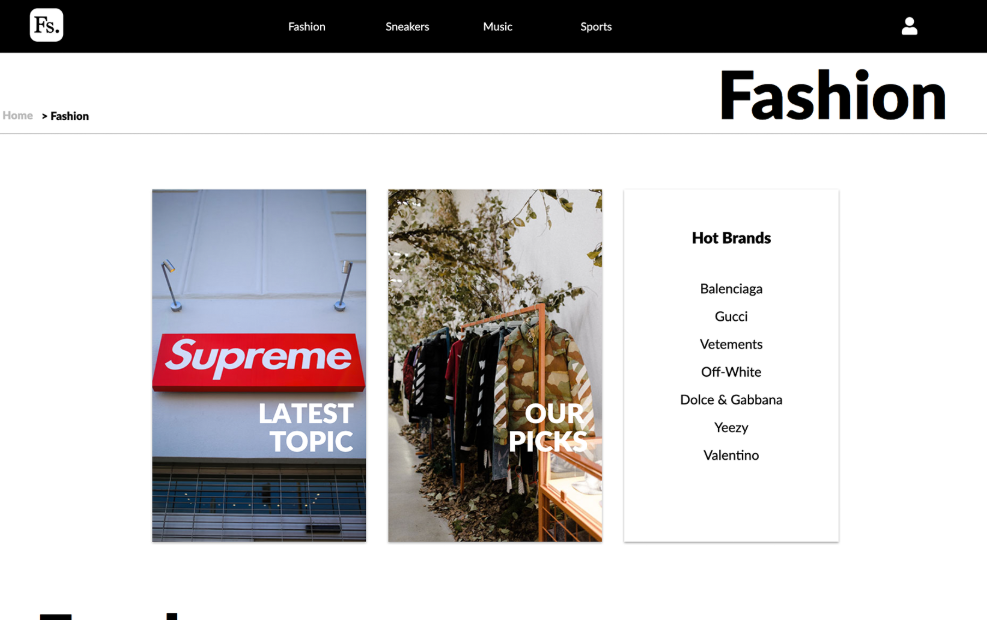 Fs.
Fashion
Sneakers
Music
Sports
Fashion
Home > Fashion
Supreme
LATEST
TOPIC
OUR
PICKS
Hot Brands
Balenciaga
Gucci
Vetements
Off-White
Dolce & Gabbana
Yeezy
Valentino